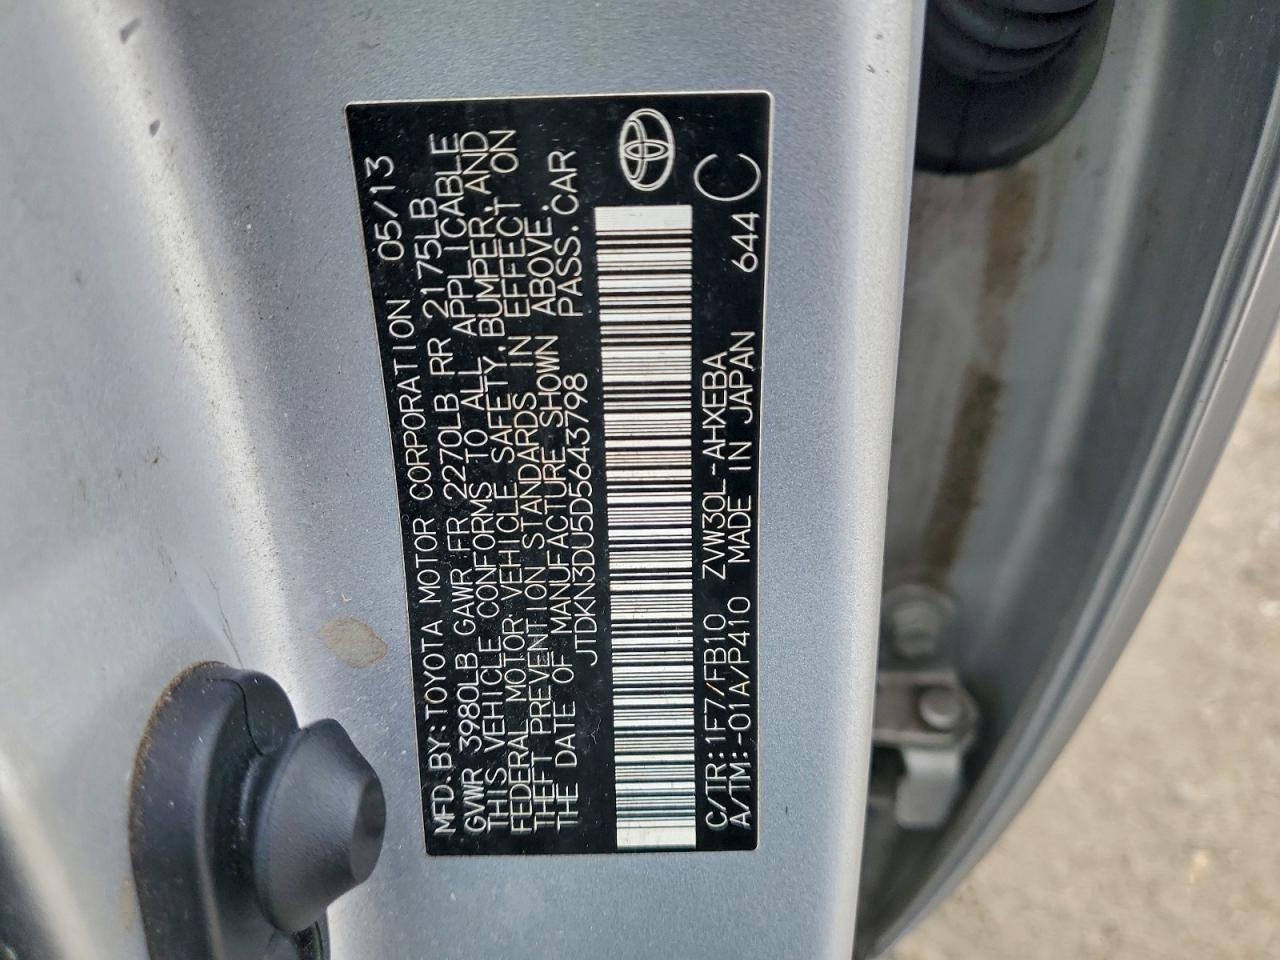 MFD.BY:TOYOTA MOTOR CORPORATION 05/13
GVWR 3980LB GAWR FR 2270LB RR 2175LB
THIS VEHICLE CONFORMS TO ALL APPLICABLE
FEDERAL MOTOR VEHICLE SAFETY,BUMPER,AND
THEFT PREVENTION STANDARDS IN EFFECT ON
THE DATE OF MANUFACTURE SHOWN ABOVE.
JTDKN3DU5D5643798 PASS.CAR
C/TR:1F7/FB10 ZVW30L-AHXEBA C
A/TM:-01A/P410 MADE IN JAPAN 644